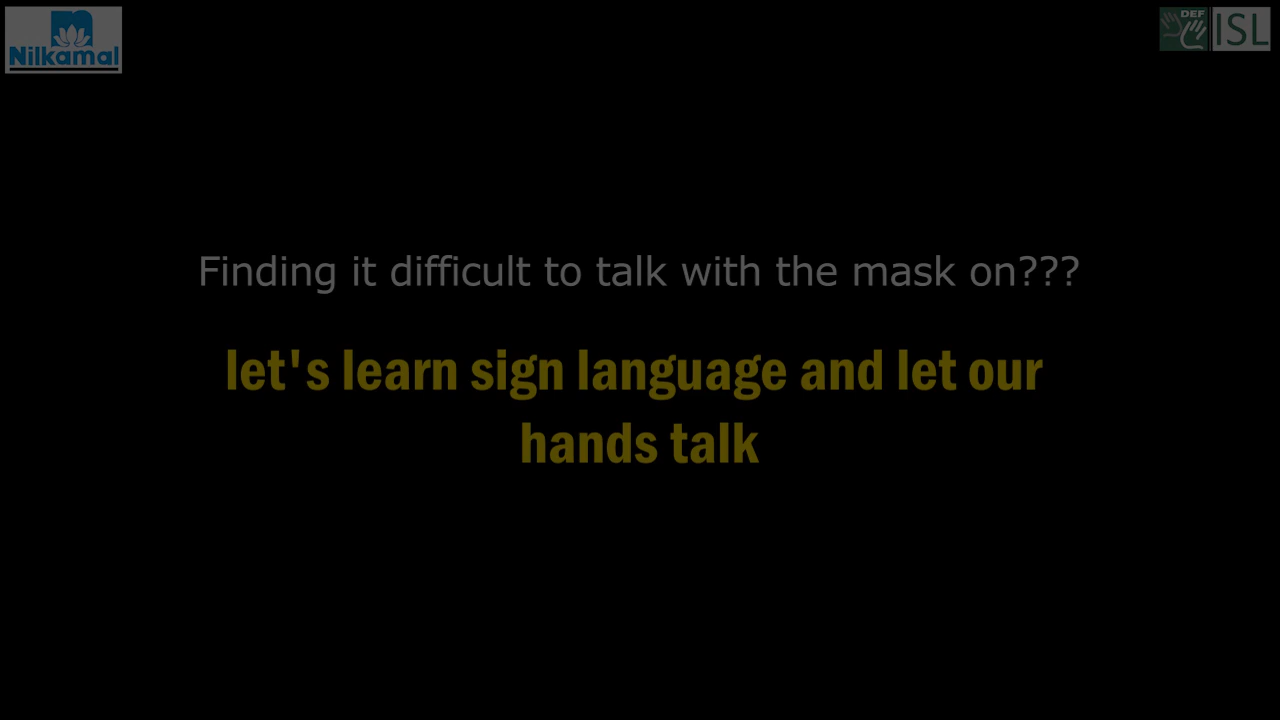 Nilkamal
DEF
ISL
Finding it difficult to talk with the mask on???
let's learn sign language and let our
hands talk